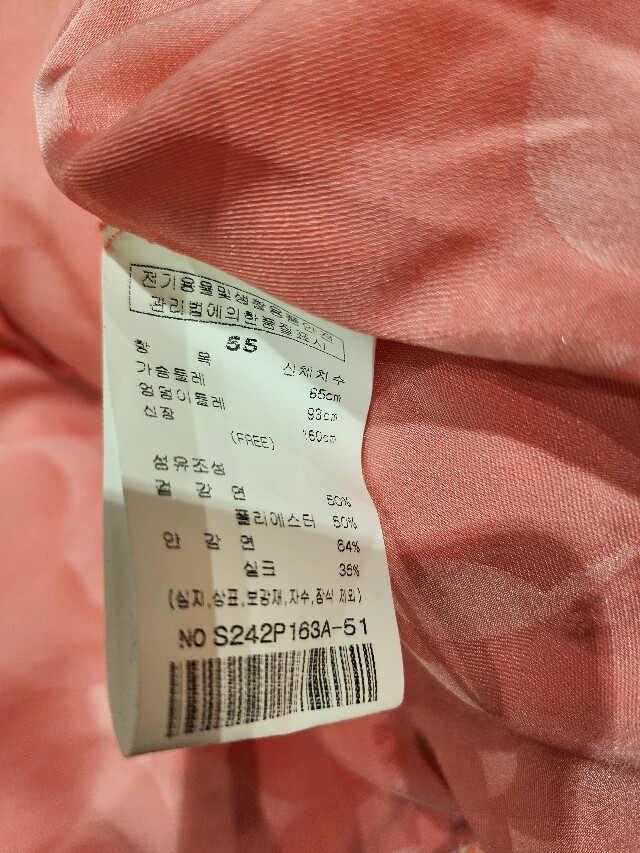 전기용품및생활용품안전
관리법에의한품질표시
55
항 목 신체치수
가슴둘레 85cm
엉덩이둘레 93cm
신장 160cm
(FREE)
섬유조성
겉 감 면 50%
폴리에스터 50%
안 감 면 64%
실크 36%
(심지,상표,보강재,자수,장식 제외)
NO S242P163A-51